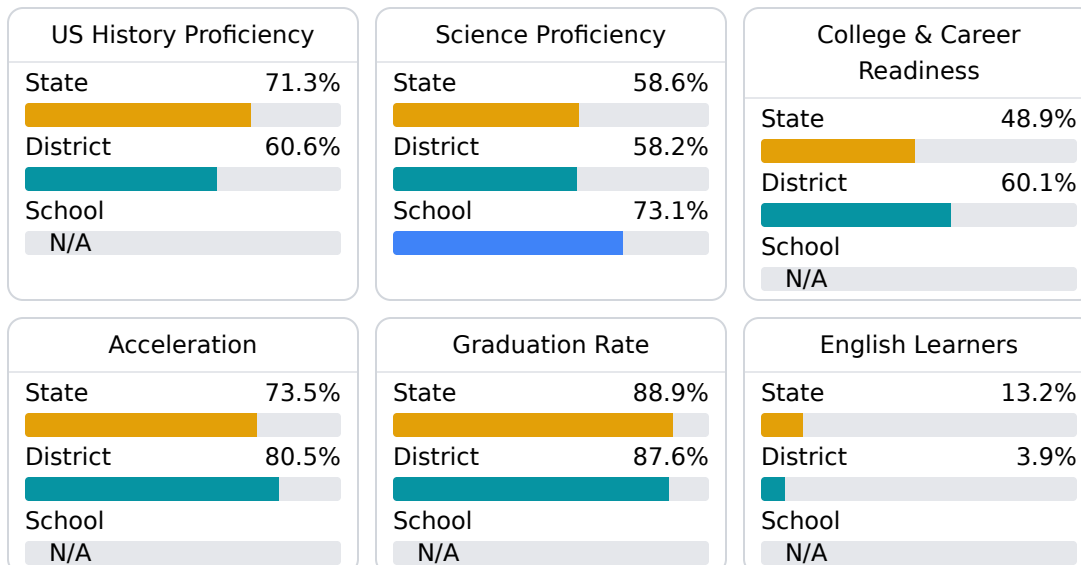 US History Proficiency
State 71.3%
District 60.6%
School
N/A
Science Proficiency
State 58.6%
District 58.2%
School 73.1%
College & Career
Readiness
State 48.9%
District 60.1%
School
N/A
Acceleration
State 73.5%
District 80.5%
School
N/A
Graduation Rate
State 88.9%
District 87.6%
School
N/A
English Learners
State 13.2%
District 3.9%
School
N/A